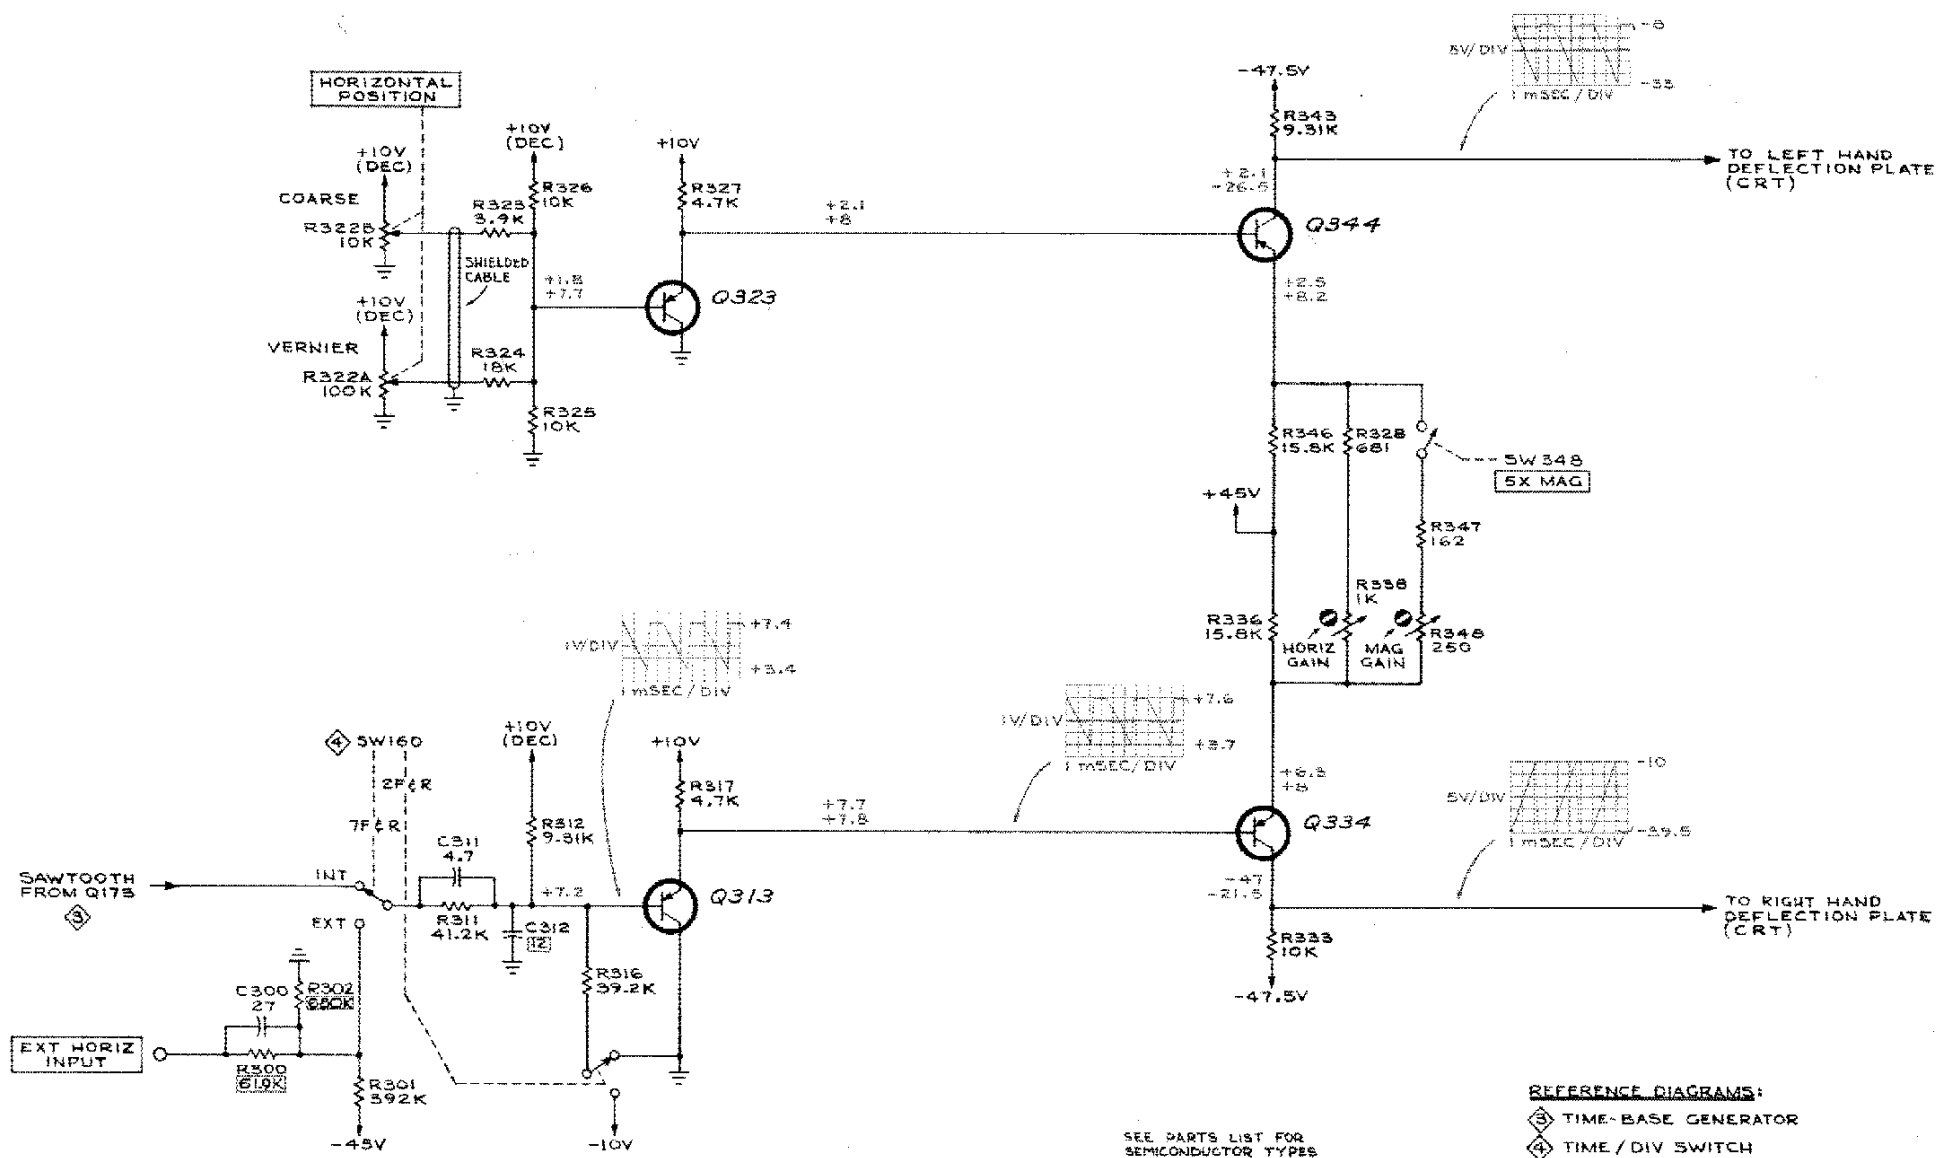 HORIZONTAL
POSITION
+10V
(DEC)
COARSE
R322B
10K
+10V
(DEC)
VERNIER
R322A
100K
R323
3.9K
SHIELDED
CABLE
R324
18K
+10V
(DEC)
R326
10K
+1.8
+7.7
R325
10K
+10V
R327
4.7K
Q323
+2.1
+8
-47.5V
R343
9.31K
+2.1
-26.5
Q344
+2.5
+8.2
5V/DIV
-8
-33
1 mSEC/DIV
TO LEFT HAND
DEFLECTION PLATE
(CRT)
R346
15.8K
R328
681
SW348
5X MAG
+45V
R347
162
R338
1K
R336
15.8K
HORIZ
GAIN
MAG
GAIN
R348
250
1V/DIV
+7.4
+3.4
1 mSEC/DIV
1V/DIV
+7.6
+3.7
1 mSEC/DIV
4 SW160
2F&R
7F&R
INT
SAWTOOTH
FROM Q173
3
EXT
C311
4.7
R311
41.2K
+10V
(DEC)
R312
9.31K
+7.2
C312
12
+10V
R317
4.7K
Q313
R316
39.2K
+7.7
+7.8
+6.3
+8
Q334
-47
-21.5
5V/DIV
-10
-39.5
1 mSEC/DIV
TO RIGHT HAND
DEFLECTION PLATE
(CRT)
R333
10K
-47.5V
C300
27
R302
EXT HORIZ
INPUT
R300
61.9K
R301
392K
-45V
-10V
SEE PARTS LIST FOR
SEMICONDUCTOR TYPES
REFERENCE DIAGRAMS:
3 TIME-BASE GENERATOR
4 TIME / DIV SWITCH